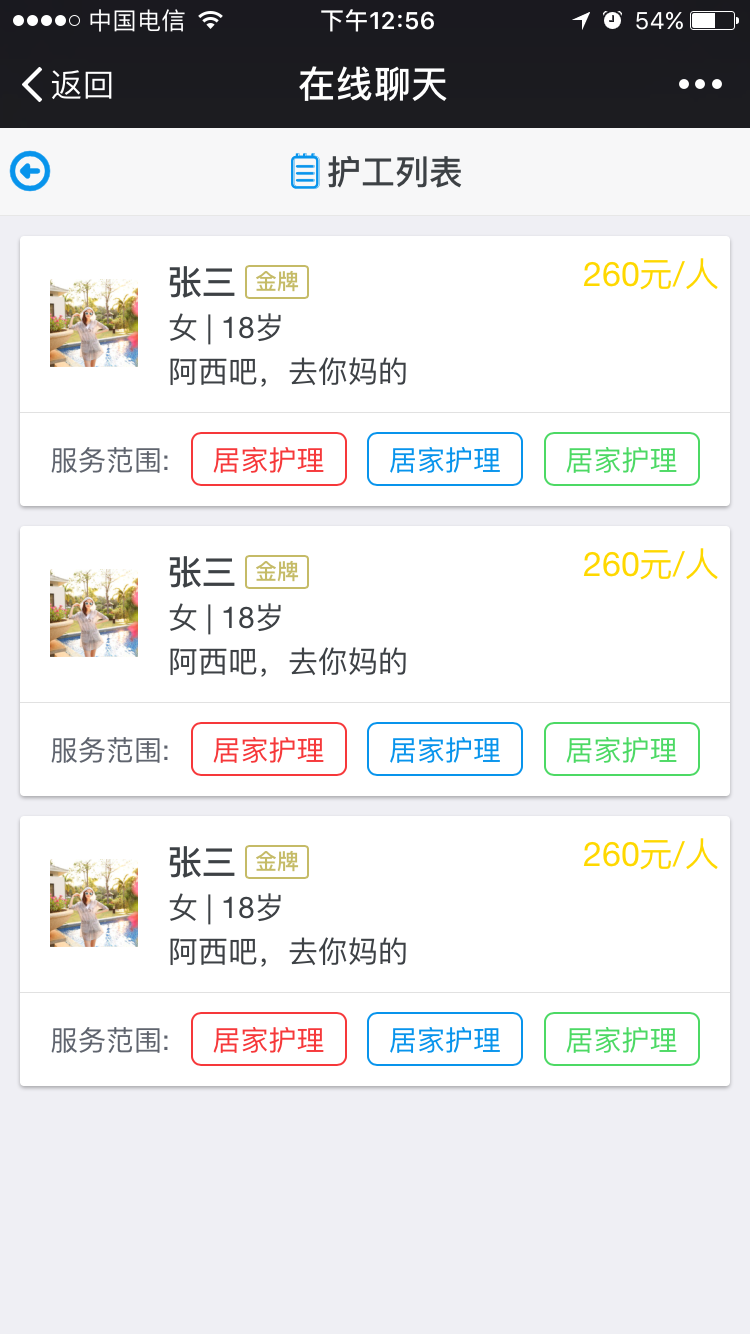 中国电信 下午12:56 54%
返回 在线聊天
护工列表
张三 金牌 260元/人
女 | 18岁
阿西吧，去你妈的
服务范围: 居家护理 居家护理 居家护理
张三 金牌 260元/人
女 | 18岁
阿西吧，去你妈的
服务范围: 居家护理 居家护理 居家护理
张三 金牌 260元/人
女 | 18岁
阿西吧，去你妈的
服务范围: 居家护理 居家护理 居家护理